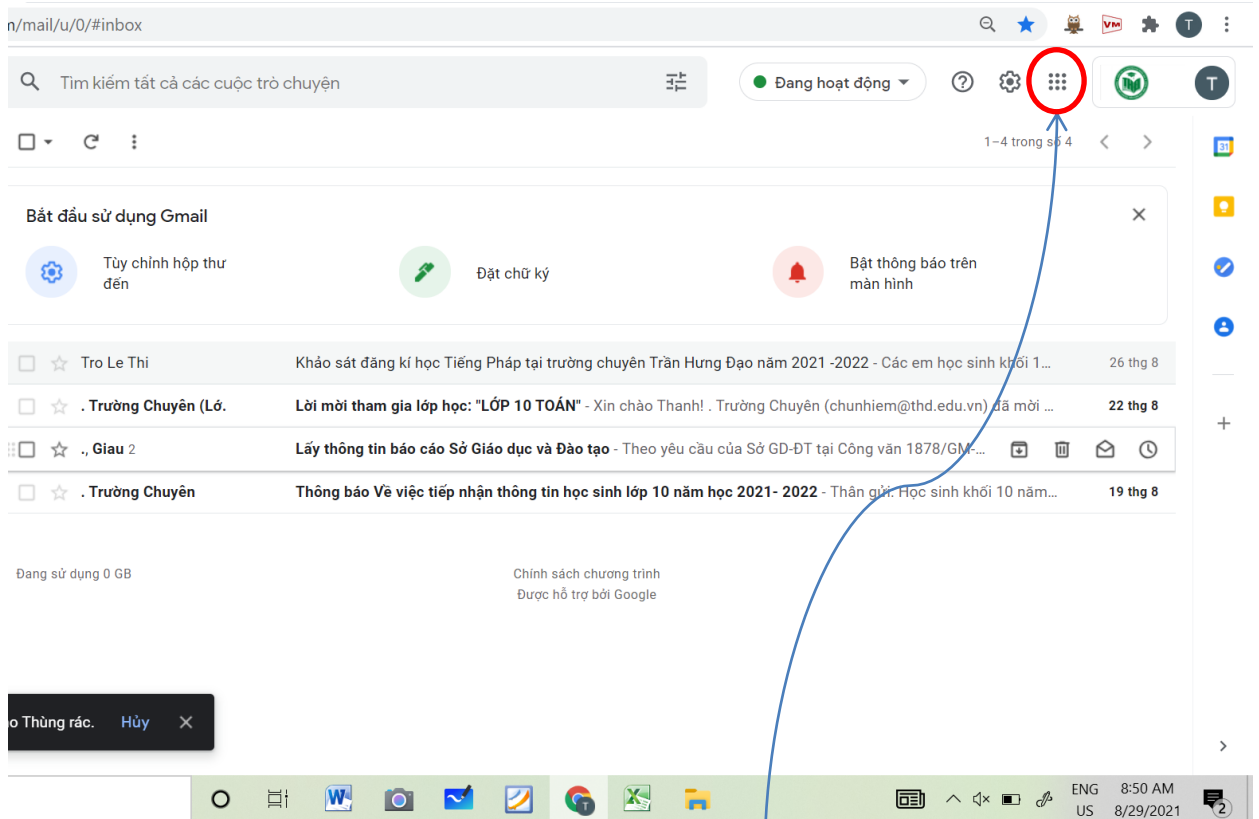 n/mail/u/0/#inbox
VM
T
Tìm kiếm tất cả các cuộc trò chuyện
Đang hoạt động
T
1–4 trong số 4
31
Bắt đầu sử dụng Gmail
Tùy chỉnh hộp thư
đến
Đặt chữ ký
Bật thông báo trên
màn hình
Tro Le Thi Khảo sát đăng kí học Tiếng Pháp tại trường chuyên Trần Hưng Đạo năm 2021 -2022 - Các em học sinh khối 1... 26 thg 8
. Trường Chuyên (Lớ. Lời mời tham gia lớp học: "LỚP 10 TOÁN" - Xin chào Thanh! . Trường Chuyên (chunhiem@thd.edu.vn) đã mời ... 22 thg 8
., Giau 2 Lấy thông tin báo cáo Sở Giáo dục và Đào tạo - Theo yêu cầu của Sở GD-ĐT tại Công văn 1878/GM-...
. Trường Chuyên Thông báo Về việc tiếp nhận thông tin học sinh lớp 10 năm học 2021- 2022 - Thân gửi: Học sinh khối 10 năm... 19 thg 8
Đang sử dụng 0 GB
Chính sách chương trình
Được hỗ trợ bởi Google
o Thùng rác. Hủy
W
T
X
ENG
US
8:50 AM
8/29/2021
2